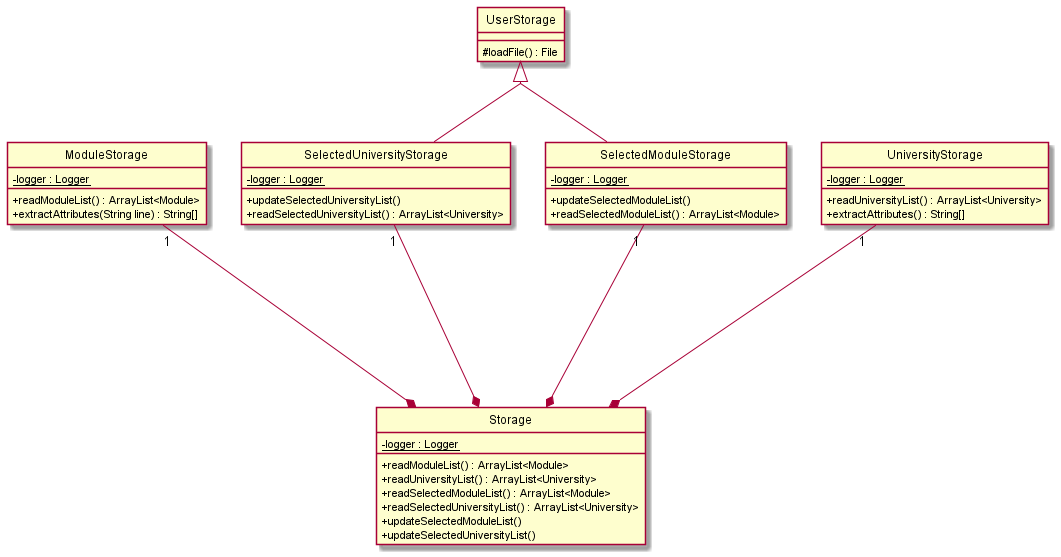 UserStorage
#loadFile() : File
ModuleStorage
-logger : Logger
+readModuleList() : ArrayList<Module>
+extractAttributes(String line) : String[]
SelectedUniversityStorage
-logger : Logger
+updateSelectedUniversityList()
+readSelectedUniversityList() : ArrayList<University>
SelectedModuleStorage
-logger : Logger
+updateSelectedModuleList()
+readSelectedModuleList() : ArrayList<Module>
UniversityStorage
-logger : Logger
+readUniversityList() : ArrayList<University>
+extractAttributes() : String[]
1
1
1
1
Storage
-logger : Logger
+readModuleList() : ArrayList<Module>
+readUniversityList() : ArrayList<University>
+readSelectedModuleList() : ArrayList<Module>
+readSelectedUniversityList() : ArrayList<University>
+updateSelectedModuleList()
+updateSelectedUniversityList()